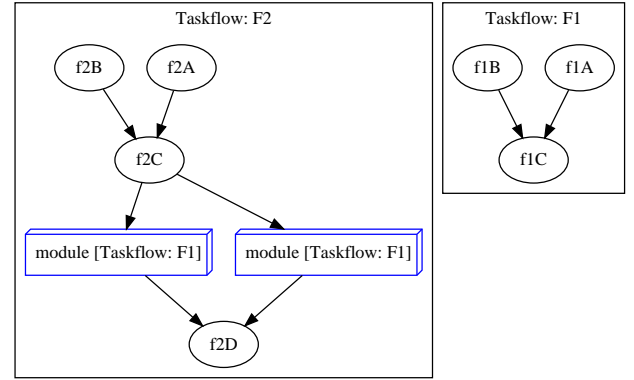 Taskflow: F2
f2B
f2A
f2C
module [Taskflow: F1]
module [Taskflow: F1]
f2D
Taskflow: F1
f1B
f1A
f1C